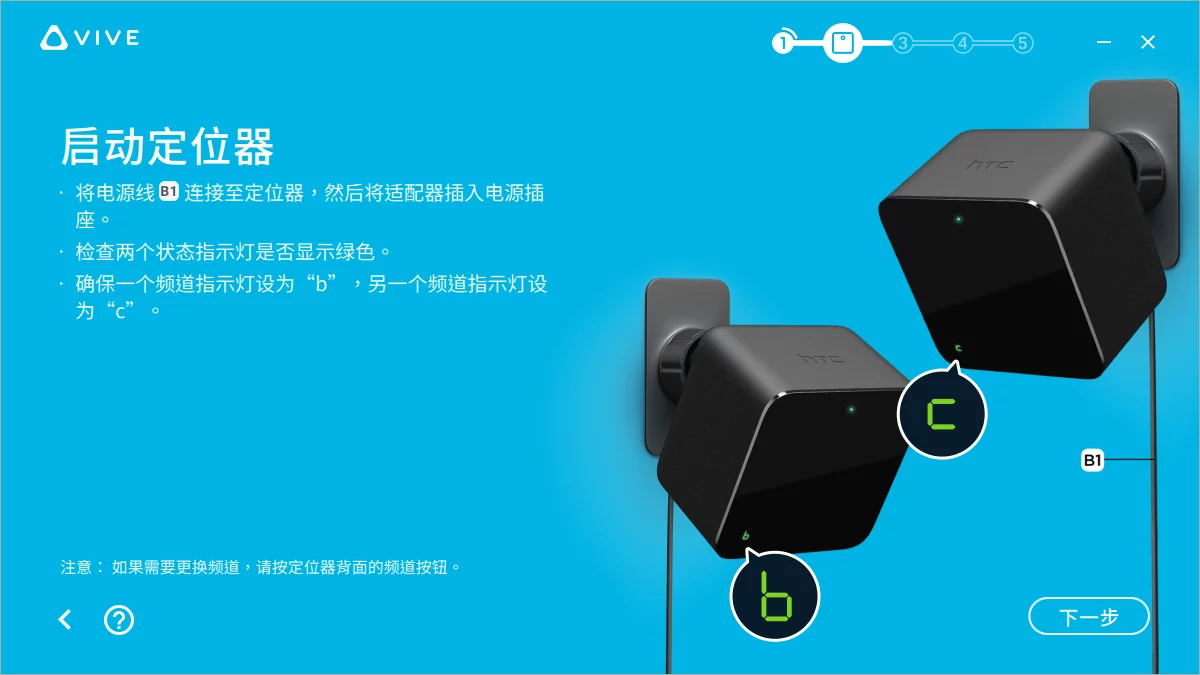 VIVE
1 3 4 5
启动定位器
· 将电源线 B1 连接至定位器，然后将适配器插入电源插
座。
· 检查两个状态指示灯是否显示绿色。
· 确保一个频道指示灯设为“b”，另一个频道指示灯设
为“c”。
hTC
c
c
hTC
B1
b
b
注意： 如果需要更换频道，请按定位器背面的频道按钮。
?
下一步